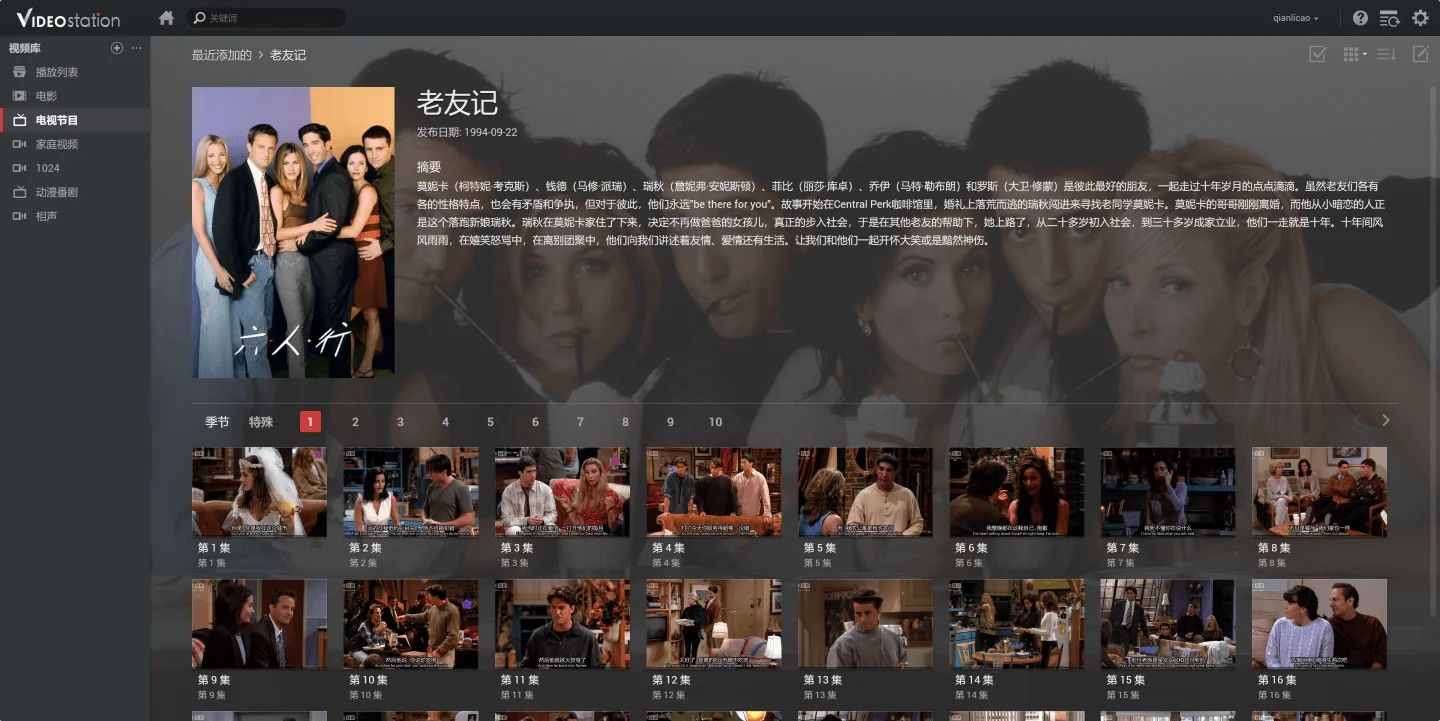 VIDEOstation
关键词
qianlicao
视频库
播放列表
电影
电视节目
家庭视频
1024
动漫番剧
相声
最近添加的 > 老友记
六人行
老友记
发布日期: 1994-09-22
摘要
莫妮卡（柯特妮·考克斯）、钱德（马修·派瑞）、瑞秋（詹妮弗·安妮斯顿）、菲比（丽莎·库卓）、乔伊（马特·勒布朗）和罗斯（大卫·修蒙）是彼此最好的朋友，一起走过十年岁月的点点滴滴。虽然老友们各有
各的性格特点，也会有矛盾和争执，但对于彼此，他们永远"be there for you"。故事开始在Central Perk咖啡馆里，婚礼上落荒而逃的瑞秋闯进来寻找老同学莫妮卡。莫妮卡的哥哥刚刚离婚，而他从小暗恋的人正
是这个落跑新娘瑞秋。瑞秋在莫妮卡家住了下来，决定不再做爸爸的女孩儿，真正的步入社会，于是在其他老友的帮助下，她上路了，从二十多岁初入社会，到三十多岁成家立业，他们一走就是十年。十年间风
风雨雨，在嬉笑怒骂中，在离别团聚中，他们向我们讲述着友情、爱情还有生活。让我们和他们一起开怀大笑或是黯然神伤。
季节 特殊 1 2 3 4 5 6 7 8 9 10
第 1 集 第 2 集 第 3 集 第 4 集 第 5 集 第 6 集 第 7 集 第 8 集
第 1 集 第 2 集 第 3 集 第 4 集 第 5 集 第 6 集 第 7 集 第 8 集
第 9 集 第 10 集 第 11 集 第 12 集 第 13 集 第 14 集 第 15 集 第 16 集
第 9 集 第 10 集 第 11 集 第 12 集 第 13 集 第 14 集 第 15 集 第 16 集